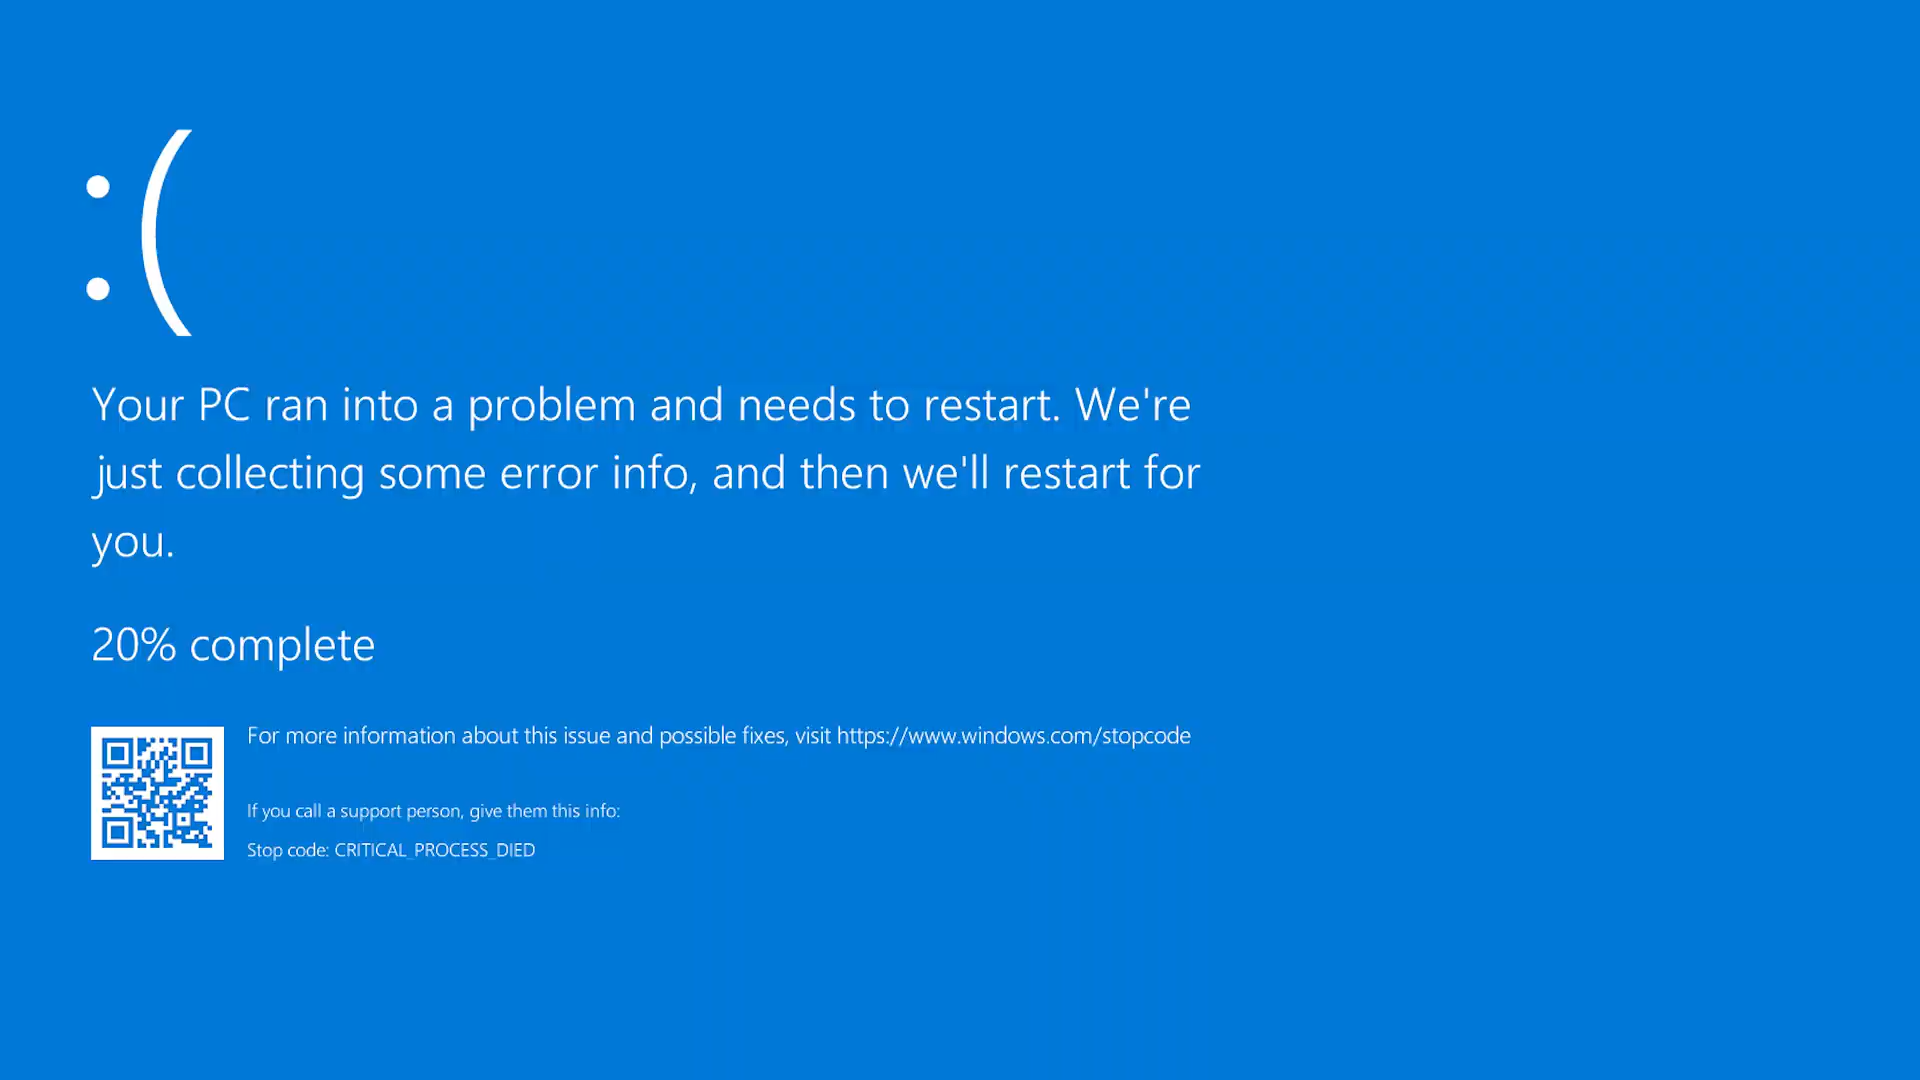 :(
Your PC ran into a problem and needs to restart. We're
just collecting some error info, and then we'll restart for
you.
20% complete
For more information about this issue and possible fixes, visit https://www.windows.com/stopcode
If you call a support person, give them this info:
Stop code: CRITICAL_PROCESS_DIED